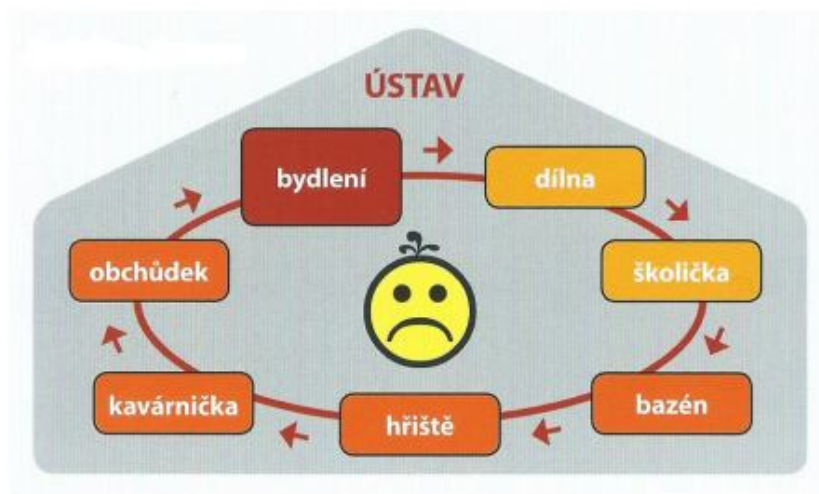 ÚSTAV
bydlení
dílna
školička
bazén
hřiště
kavárnička
obchůdek